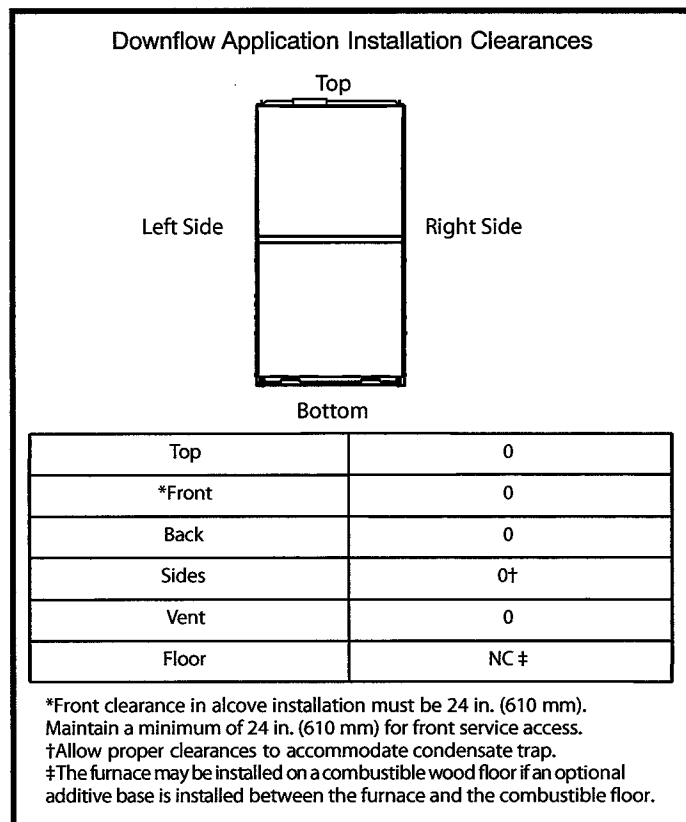 Downflow Application Installation Clearances
Top
Left Side Right Side
Bottom
Top 0
*Front 0
Back 0
Sides 0†
Vent 0
Floor NC ‡
*Front clearance in alcove installation must be 24 in. (610 mm).
Maintain a minimum of 24 in. (610 mm) for front service access.
†Allow proper clearances to accommodate condensate trap.
‡The furnace may be installed on a combustible wood floor if an optional
additive base is installed between the furnace and the combustible floor.